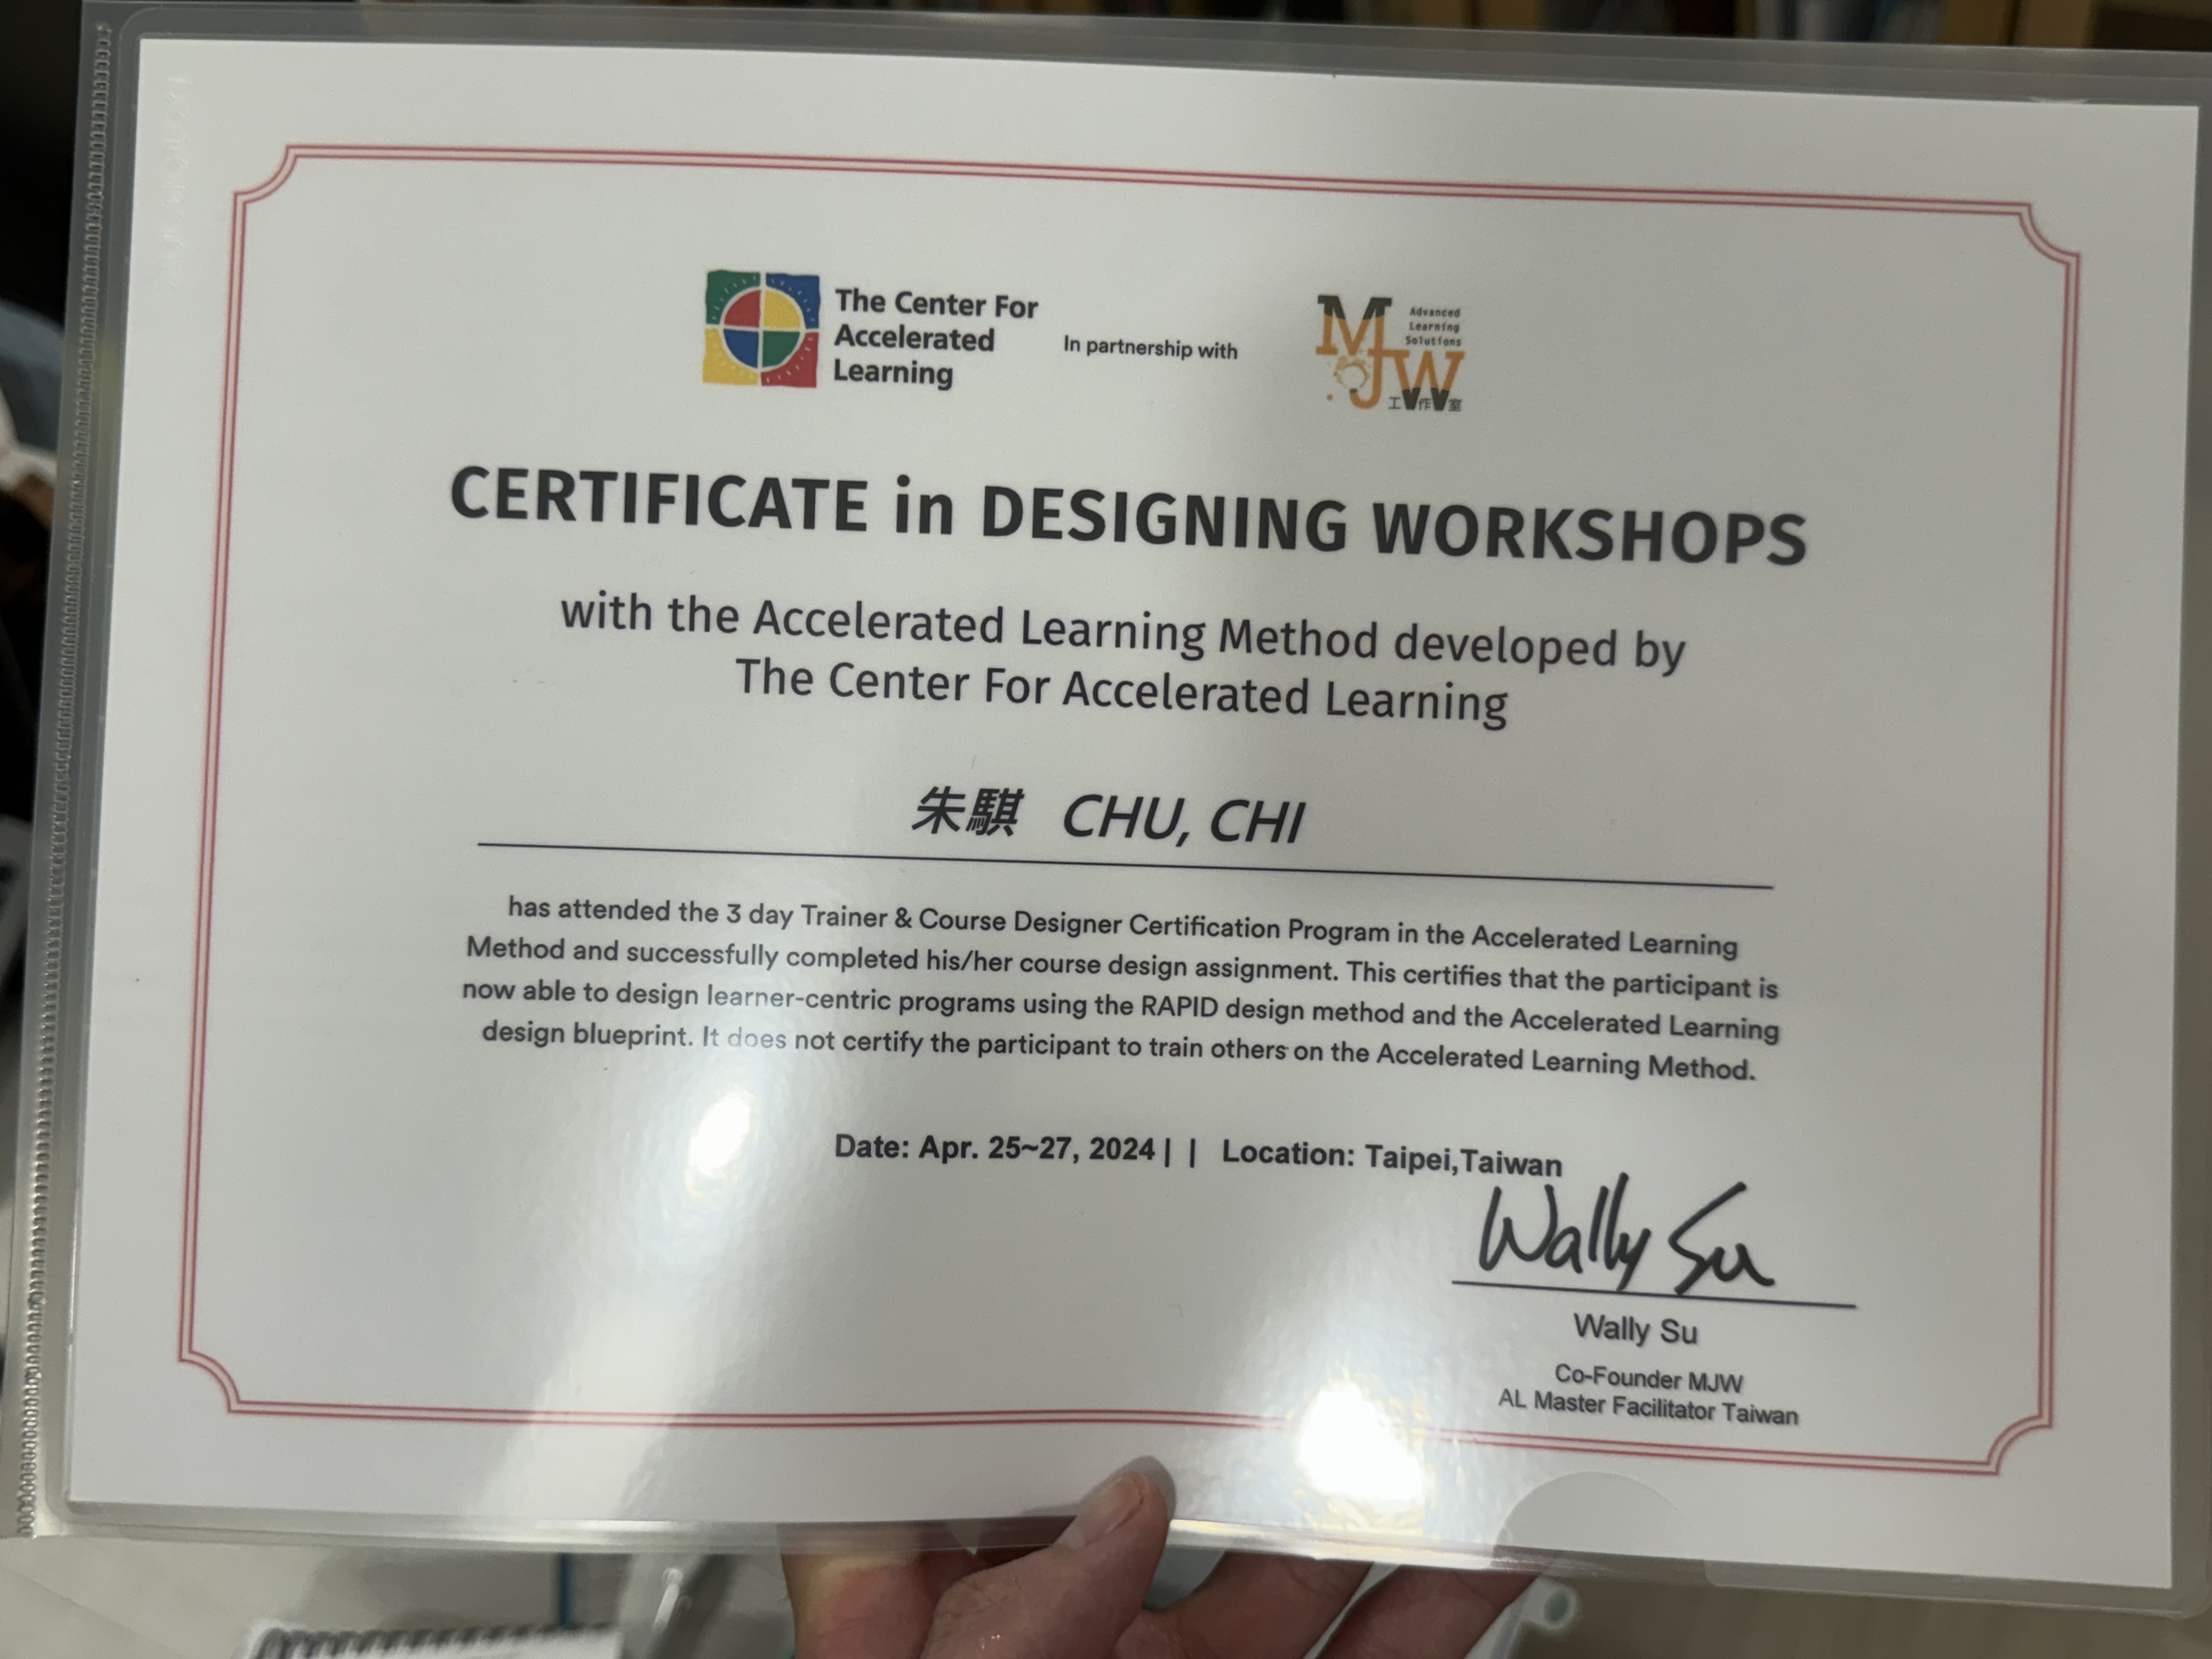 The Center For
Accelerated
Learning
In partnership with
MJW
Advanced
Learning
Solutions
工作室
CERTIFICATE in DESIGNING WORKSHOPS
with the Accelerated Learning Method developed by
The Center For Accelerated Learning
朱騏 CHU, CHI
has attended the 3 day Trainer & Course Designer Certification Program in the Accelerated Learning
Method and successfully completed his/her course design assignment. This certifies that the participant is
now able to design learner-centric programs using the RAPID design method and the Accelerated Learning
design blueprint. It does not certify the participant to train others on the Accelerated Learning Method.
Date: Apr. 25~27, 2024 | | Location: Taipei,Taiwan
Wally Su
Wally Su
Co-Founder MJW
AL Master Facilitator Taiwan